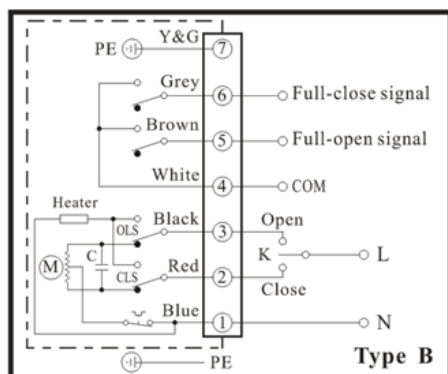 Y&G
PE 7
Grey 6 Full-close signal
Brown 5 Full-open signal
White 4 COM
Heater
OLS Black 3 Open
K L
M C CLS Red 2 Close
Blue 1 N
PE
Type B